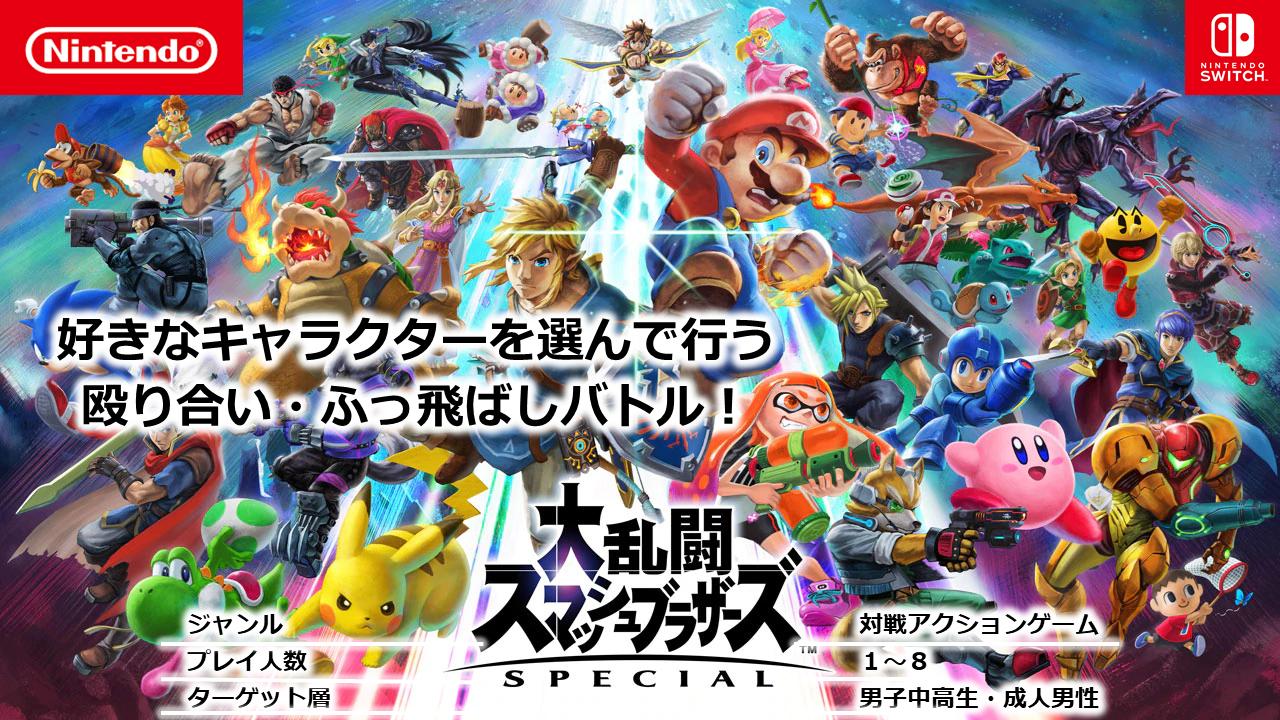 Nintendo®
NINTENDO
SWITCH™
好きなキャラクターを選んで行う
殴り合い・ふっ飛ばしバトル！
大乱闘
スマッシュブラザーズ™
SPECIAL
ジャンル 対戦アクションゲーム
プレイ人数 １～８
ターゲット層 男子中高生・成人男性